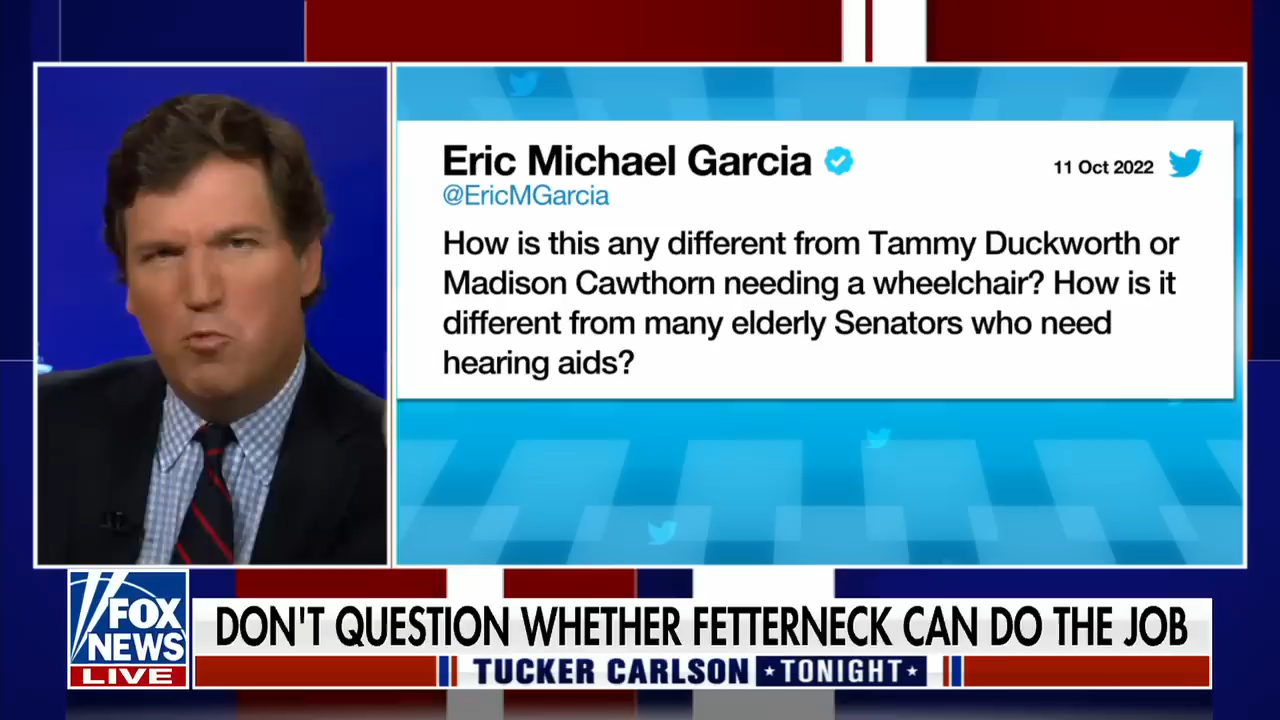 Eric Michael Garcia
11 Oct 2022
@EricMGarcia
How is this any different from Tammy Duckworth or
Madison Cawthorn needing a wheelchair? How is it
different from many elderly Senators who need
hearing aids?
FOX
NEWS
LIVE
DON'T QUESTION WHETHER FETTERNECK CAN DO THE JOB
TUCKER CARLSON TONIGHT